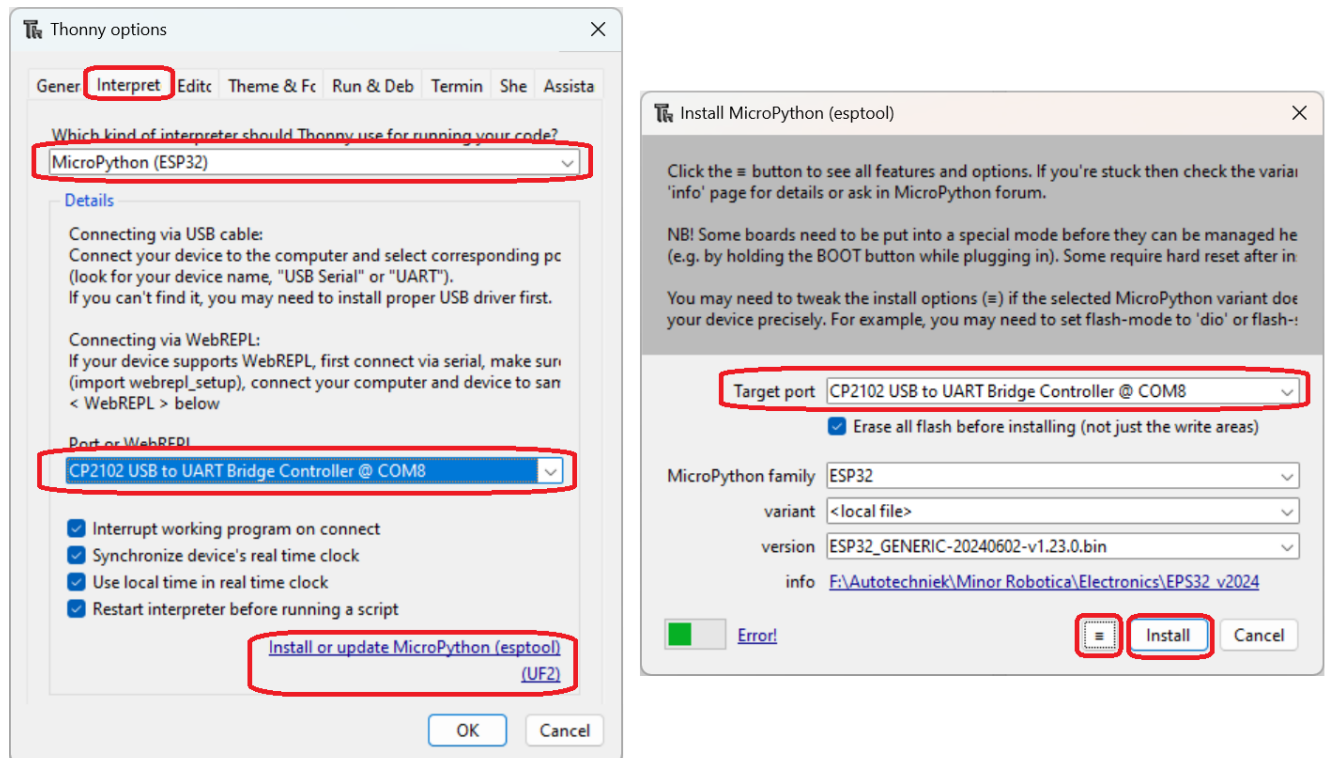 Thonny options
Gener Interpret Editc Theme & Fc Run & Deb Termin She Assista
Which kind of interpreter should Thonny use for running your code?
MicroPython (ESP32)
Details
Connecting via USB cable:
Connect your device to the computer and select corresponding pc
(look for your device name, "USB Serial" or "UART").
If you can't find it, you may need to install proper USB driver first.
Connecting via WebREPL:
If your device supports WebREPL, first connect via serial, make sure
(import webrepl_setup), connect your computer and device to sam
< WebREPL > below
Port or WebREPL
CP2102 USB to UART Bridge Controller @ COM8
Interrupt working program on connect
Synchronize device's real time clock
Use local time in real time clock
Restart interpreter before running a script
Install or update MicroPython (esptool)
(UF2)
OK Cancel
Install MicroPython (esptool)
Click the ≡ button to see all features and options. If you're stuck then check the varian
'info' page for details or ask in MicroPython forum.
NB! Some boards need to be put into a special mode before they can be managed he
(e.g. by holding the BOOT button while plugging in). Some require hard reset after in
You may need to tweak the install options (≡) if the selected MicroPython variant doe
your device precisely. For example, you may need to set flash-mode to 'dio' or flash-s
Target port CP2102 USB to UART Bridge Controller @ COM8
Erase all flash before installing (not just the write areas)
MicroPython family ESP32
variant <local file>
version ESP32_GENERIC-20240602-v1.23.0.bin
info F:\Autotechniek\Minor Robotica\Electronics\EPS32_v2024
Error! ≡ Install Cancel